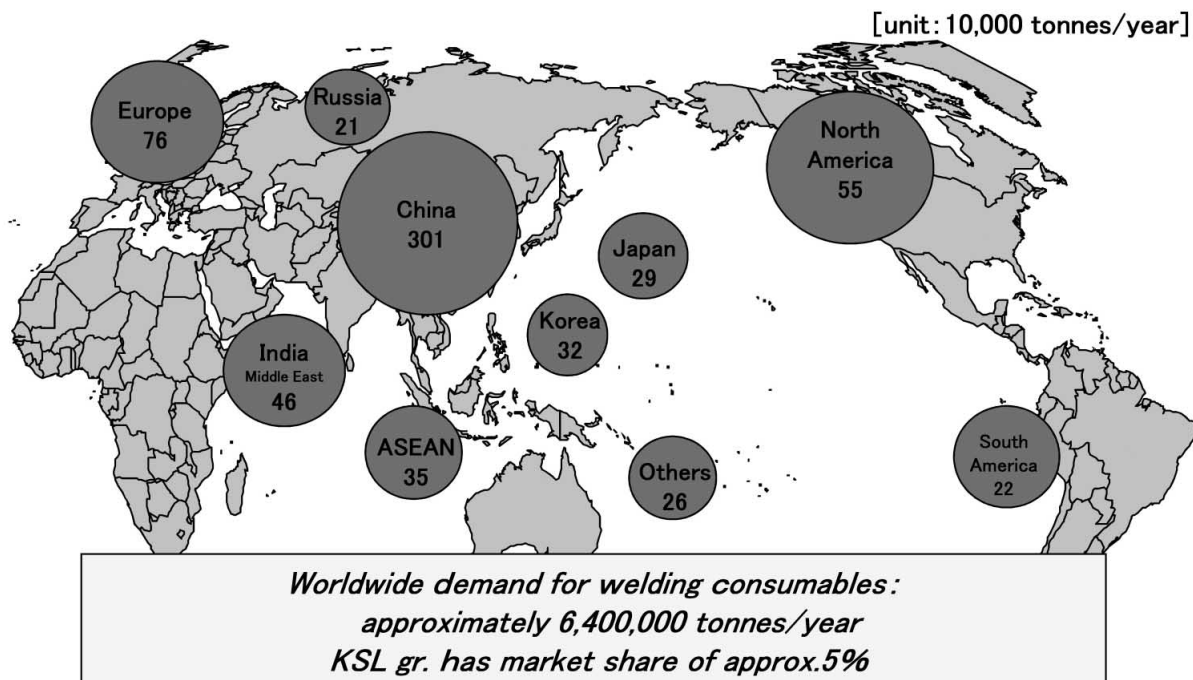 [unit: 10,000 tonnes/year]
Europe
76
Russia
21
China
301
North
America
55
Japan
29
Korea
32
India
Middle East
46
ASEAN
35
Others
26
South
America
22
Worldwide demand for welding consumables:
approximately 6,400,000 tonnes/year
KSL gr. has market share of approx.5%